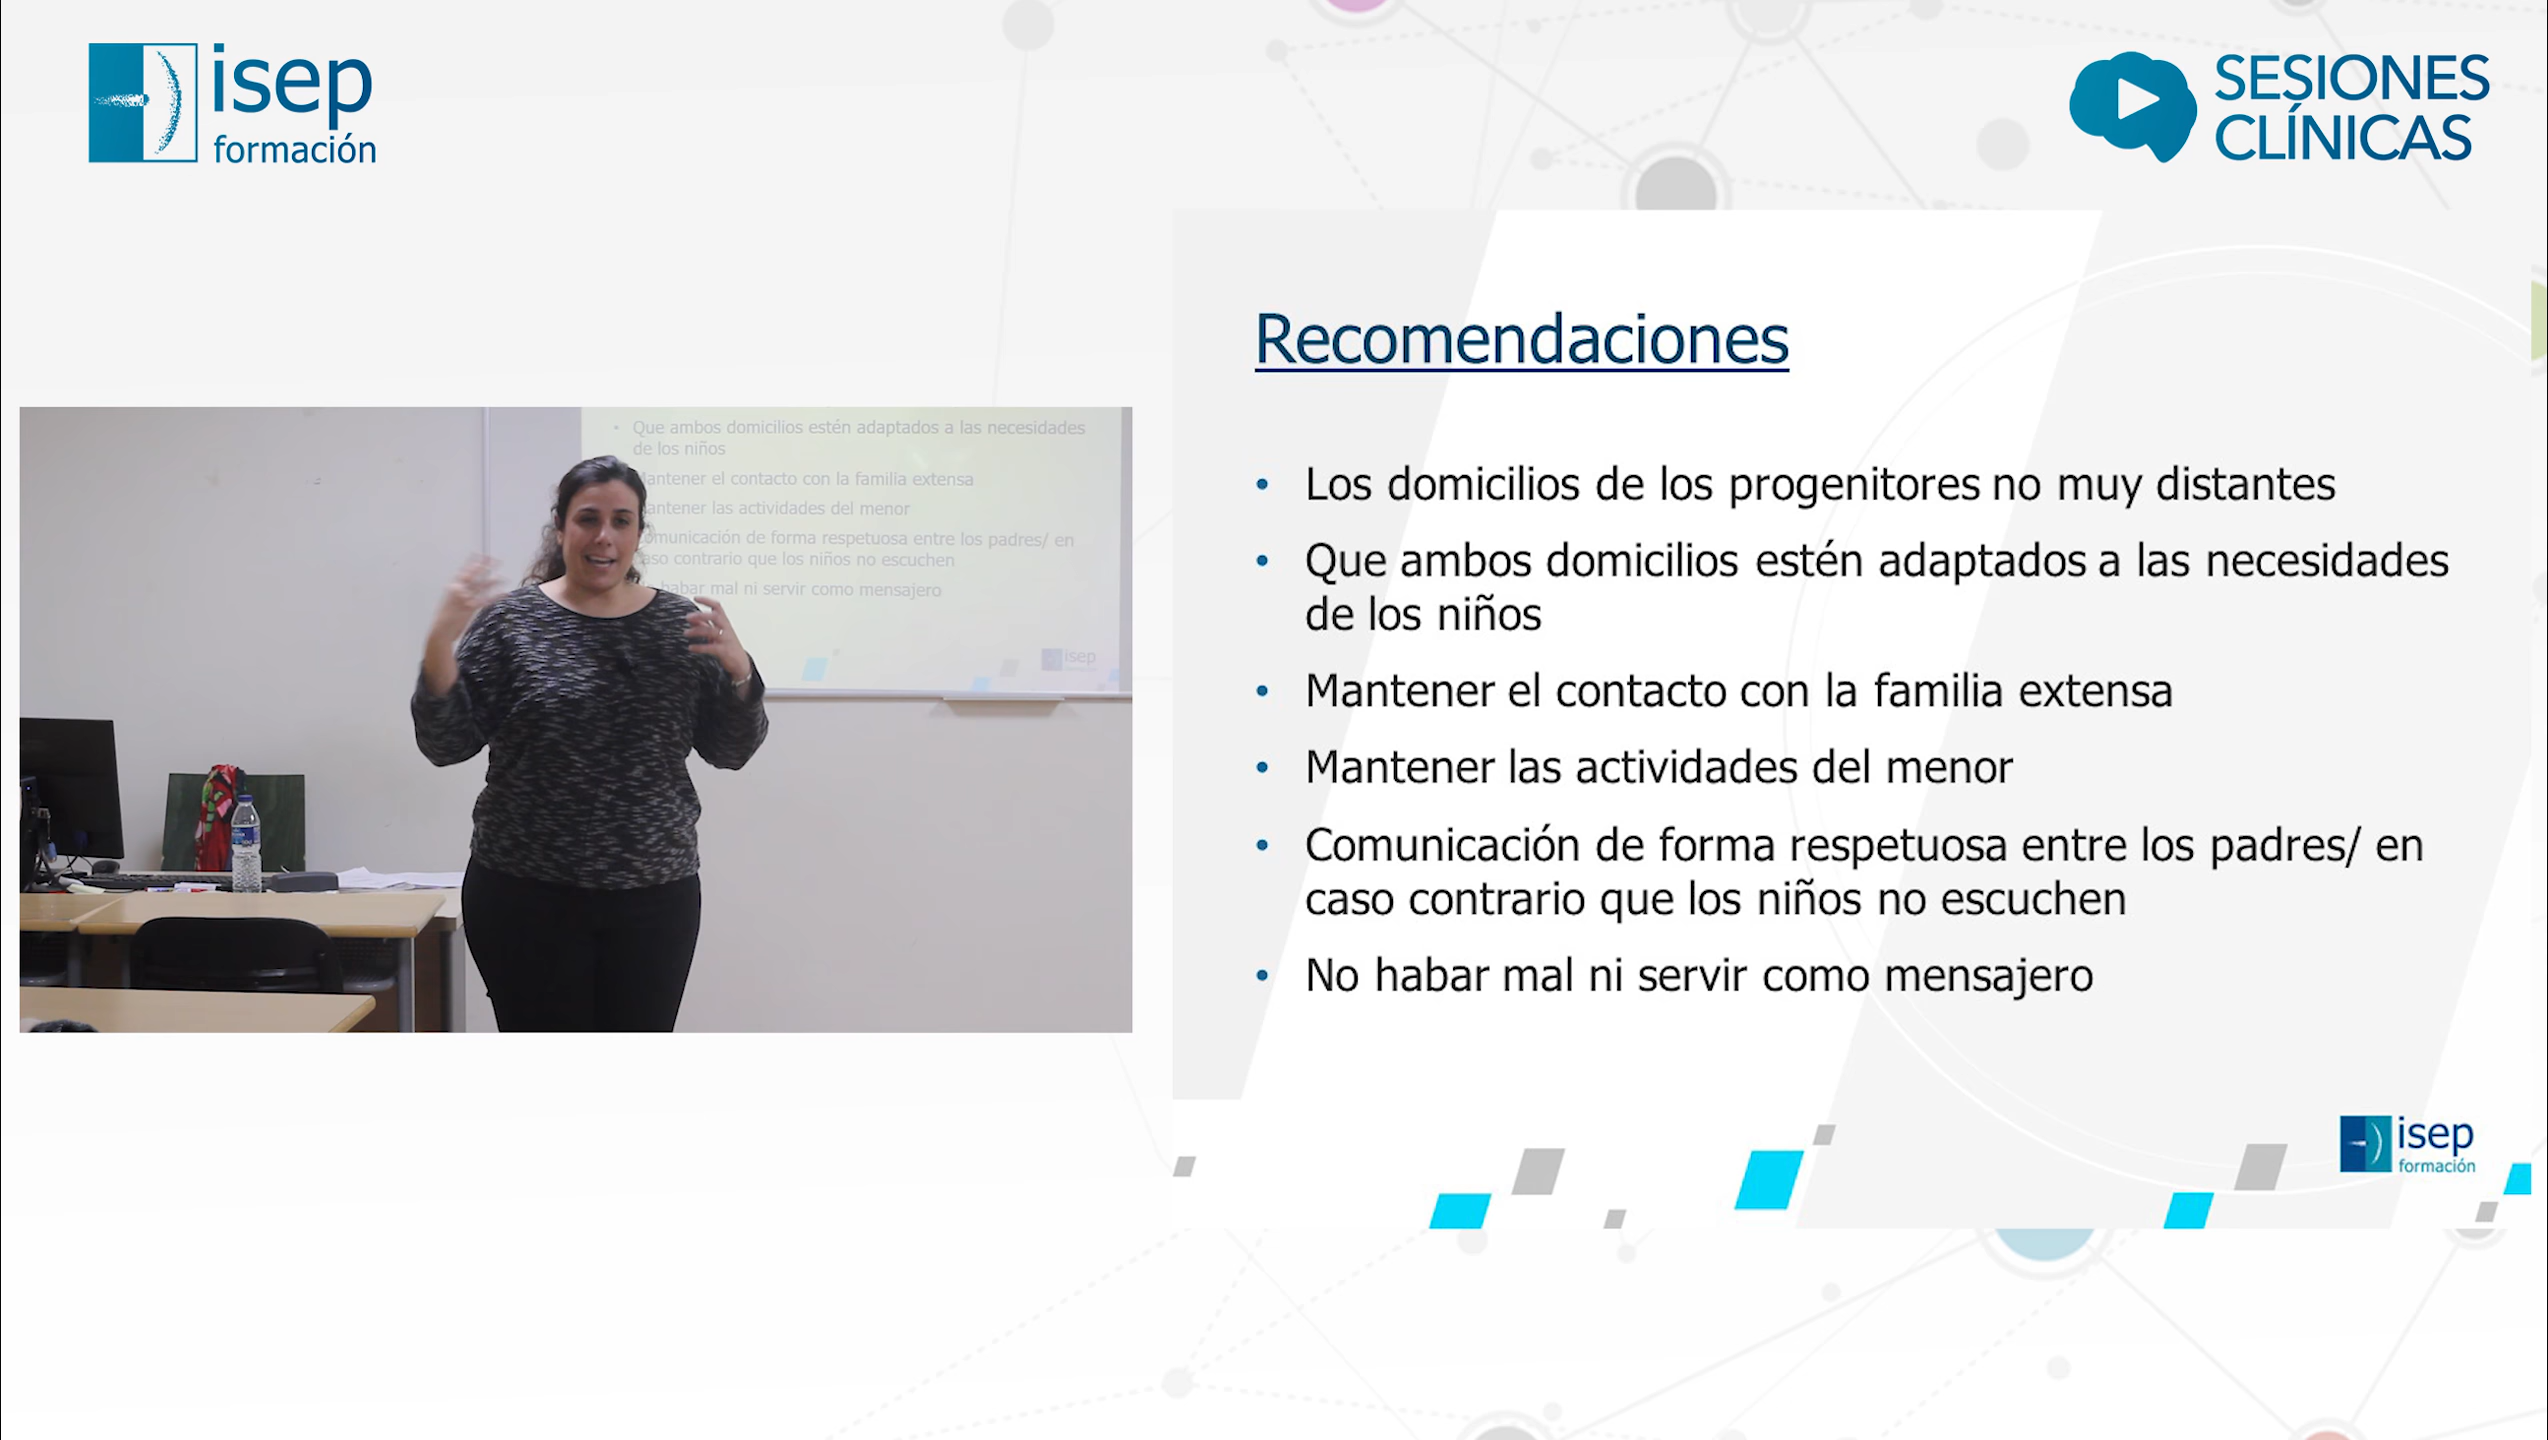 isep
formación
SESIONES
CLÍNICAS
Que ambos domicilios estén adaptados a las necesidades
de los niños
Mantener el contacto con la familia extensa
antener las actividades del menor
omunicación de forma respetuosa entre los padres/ en
aso contrario que los niños no escuchen
habar mal ni servir como mensajero
isep
Recomendaciones
• Los domicilios de los progenitores no muy distantes
• Que ambos domicilios estén adaptados a las necesidades
de los niños
• Mantener el contacto con la familia extensa
• Mantener las actividades del menor
• Comunicación de forma respetuosa entre los padres/ en
caso contrario que los niños no escuchen
• No habar mal ni servir como mensajero
isep
formación